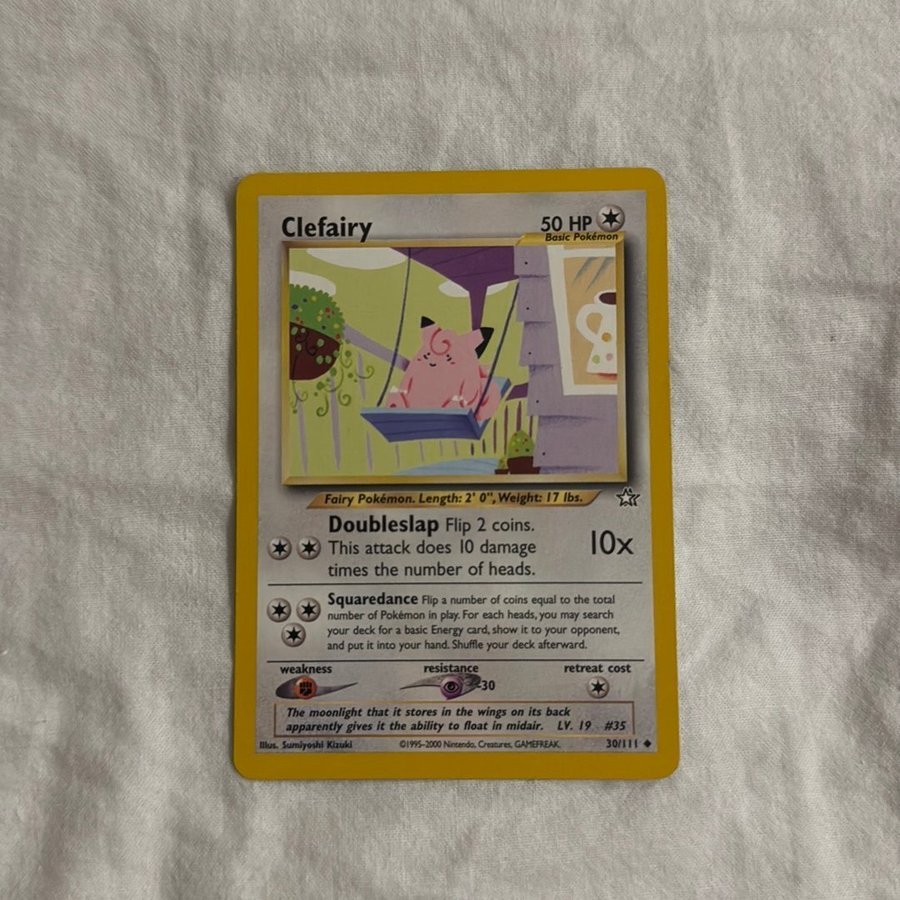 Clefairy
50 HP
Basic Pokémon
Fairy Pokémon. Length: 2' 0", Weight: 17 lbs.
Doubleslap Flip 2 coins.
This attack does 10 damage
times the number of heads.
10x
Squaredance Flip a number of coins equal to the total
number of Pokémon in play. For each heads, you may search
your deck for a basic Energy card, show it to your opponent,
and put it into your hand. Shuffle your deck afterward.
weakness
resistance
-30
retreat cost
The moonlight that it stores in the wings on its back
apparently gives it the ability to float in midair. LV. 19 #35
Illus. Sumiyoshi Kizuki
©1995-2000 Nintendo, Creatures, GAMEFREAK.
30/111